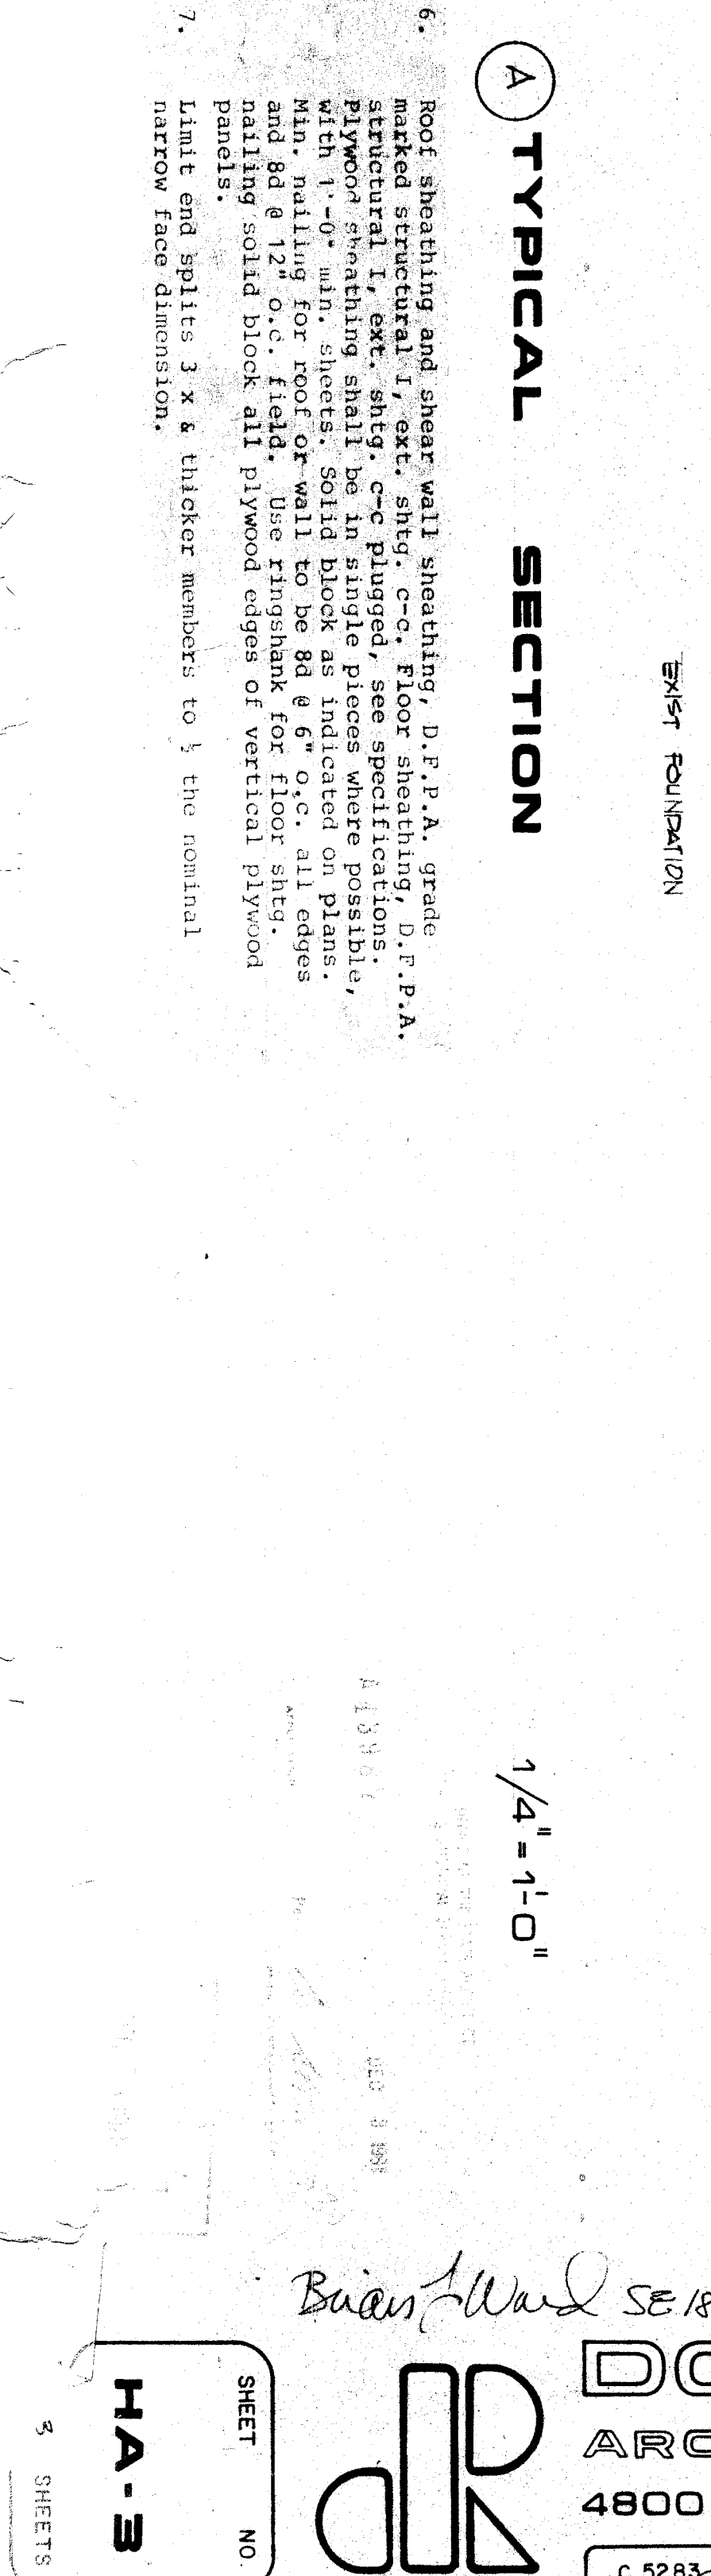 EXIST FOUNDATION
A TYPICAL SECTION 1/4" = 1'-0"
6. Roof sheathing and shear wall sheathing, D.F.P.A. grade
marked structural I, ext. shtg. c-c. Floor sheathing, D.F.P.A.
structural I, ext. shtg. c-c plugged, see specifications.
Plywood sheathing shall be in single pieces where possible,
with 1'-0" min. sheets. Solid block as indicated on plans.
Min. nailing for roof or wall to be 8d @ 6" o.c. all edges
and 8d @ 12" o.c. field. Use ringshank for floor shtg.
nailing solid block all plywood edges of vertical plywood
panels.
7. Limit end splits 3 x & thicker members to ½ the nominal
narrow face dimension.
Brian L Ward SE 18
DO
ARC
4800
C 5283
SHEET NO.
HA-3
3 SHEETS